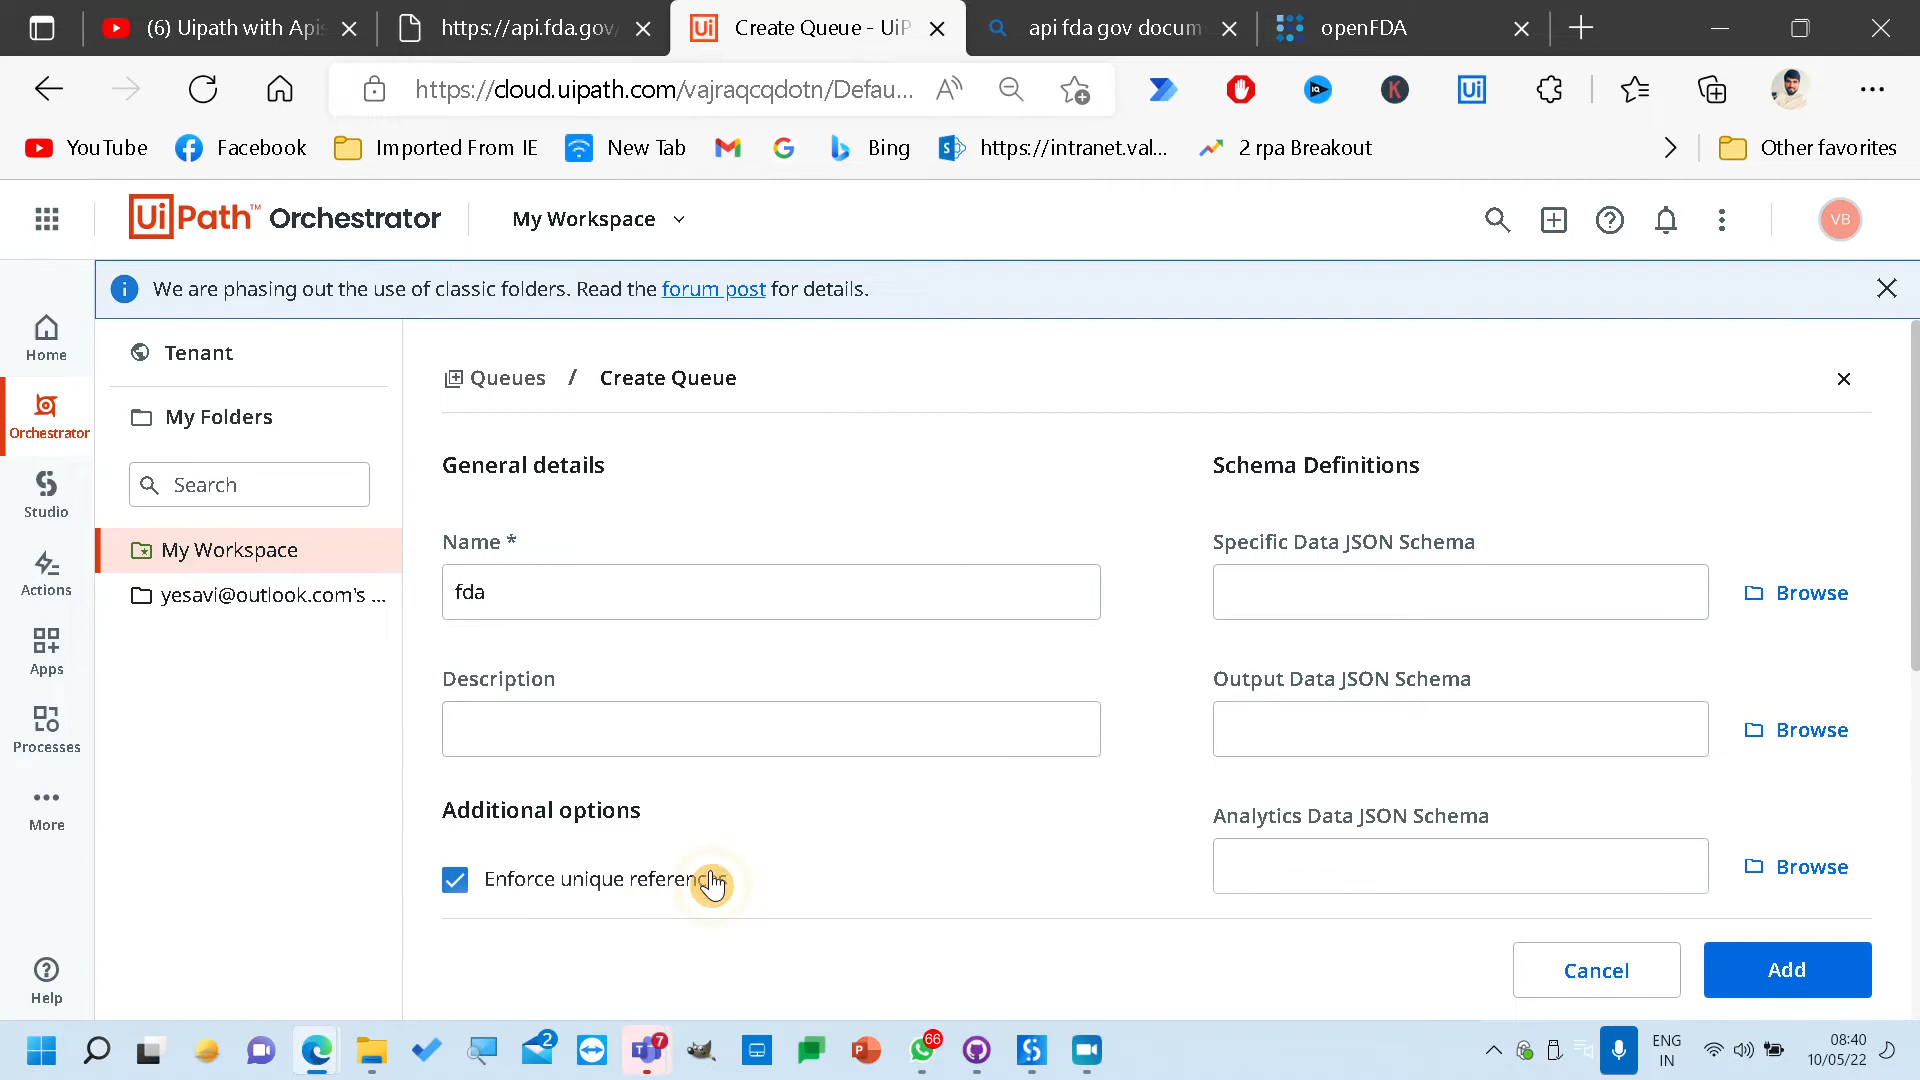 (6) Uipath with Apis
https://api.fda.gov/
Create Queue - UiP
api fda gov docum
openFDA
https://cloud.uipath.com/vajraqcqdotn/Defau...
YouTube
Facebook
Imported From IE
New Tab
Bing
https://intranet.val...
2 rpa Breakout
Other favorites
UiPath™ Orchestrator
My Workspace
VB
We are phasing out the use of classic folders. Read the forum post for details.
Home
Orchestrator
Studio
Actions
Apps
Processes
More
Help
Tenant
My Folders
Search
My Workspace
yesavi@outlook.com's ...
Queues / Create Queue
General details
Name *
fda
Description
Additional options
Enforce unique references
Schema Definitions
Specific Data JSON Schema
Browse
Output Data JSON Schema
Browse
Analytics Data JSON Schema
Browse
Cancel
Add
2
7
66
ENG
IN
08:40
10/05/22